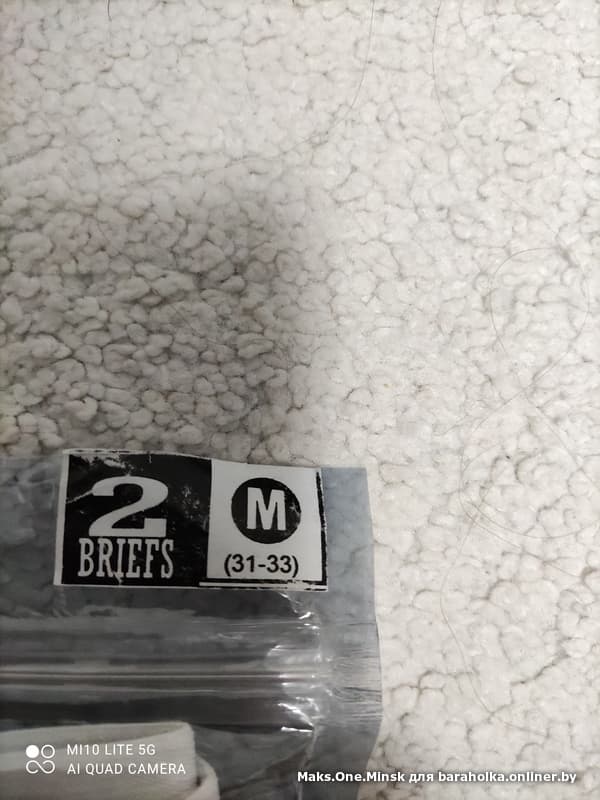 2
BRIEFS
M
(31-33)
MI10 LITE 5G
AI QUAD CAMERA
Maks.One.Minsk для baraholka.onliner.by